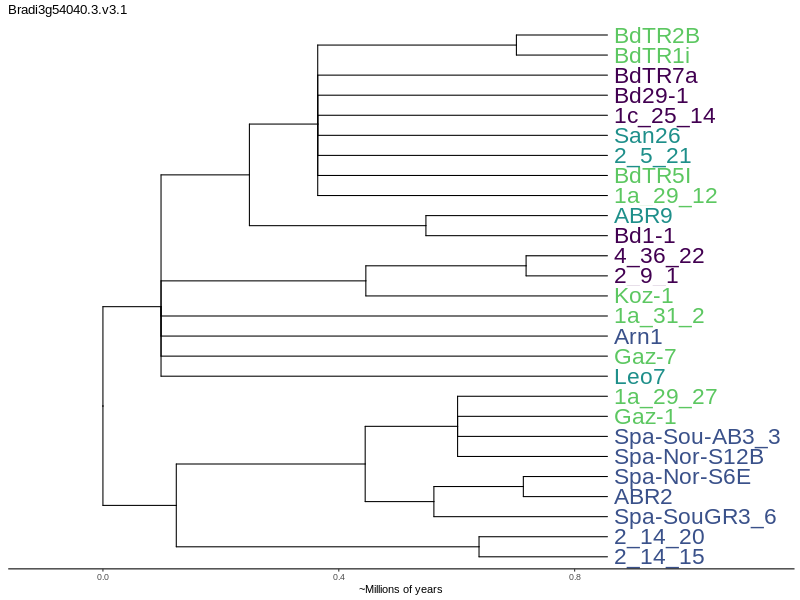 Bradi3g54040.3.v3.1
BdTR2B
BdTR1i
BdTR7a
Bd29-1
1c_25_14
San26
2_5_21
BdTR5I
1a_29_12
ABR9
Bd1-1
4_36_22
2_9_1
Koz-1
1a_31_2
Arn1
Gaz-7
Leo7
1a_29_27
Gaz-1
Spa-Sou-AB3_3
Spa-Nor-S12B
Spa-Nor-S6E
ABR2
Spa-SouGR3_6
2_14_20
2_14_15
0.0 0.4 0.8
~Millions of years